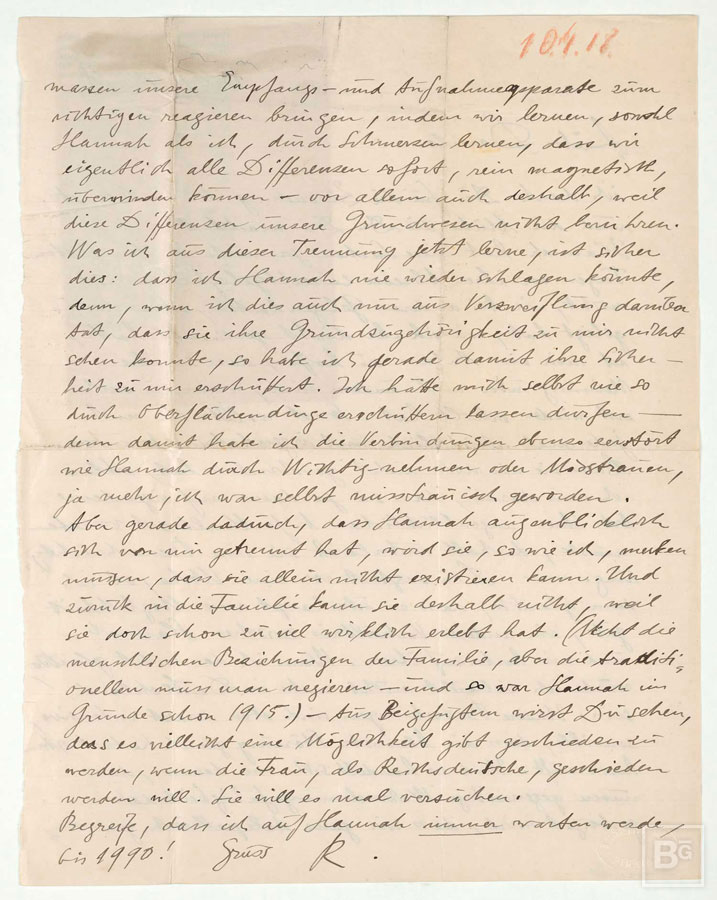 10.4.18.
massen unsere Empfangs- und Aufnahmeapparate zum
richtigen reagieren bringen, indem wir lernen, sowohl
Hannah als ich, durch Schmerzen lernen, dass wir
eigentlich alle Differenzen sofort, rein magnetisch,
überwinden können – vor allem auch deshalb, weil
diese Differenzen unsere Grundwesen nicht berühren.
Was ich aus dieser Trennung jetzt lerne, ist sicher
dies: dass ich Hannah nie wieder schlagen könnte,
denn, wenn ich dies auch nur aus Verzweiflung darüber
tat, dass sie ihre Grundzugehörigkeit zu mir nicht
sehen konnte, so habe ich gerade damit ihre Sicher-
heit zu mir erschüttert. Ich hätte mich selbst nie so
durch Oberflächendinge erschüttern lassen dürfen —
denn damit habe ich die Verbindungen ebenso zerstört
wie Hannah durch Wichtig-nehmen oder Misstrauen,
ja mehr, ich war selbst misstrauisch geworden.
Aber gerade dadurch, dass Hannah augenblicklich
sich von mir getrennt hat, wird sie, so wie ich, merken
müssen, dass sie allein nicht existieren kann. Und
zurück in die Familie kann sie deshalb nicht, weil
sie doch schon zu viel wirklich erlebt hat. (Nicht die
menschlichen Beziehungen der Familie, aber die traditi-
onellen muss man negieren – und so war Hannah im
Grunde schon 1915.) – Aus Beigefügtem wirst Du sehen,
dass es vielleicht eine Möglichkeit gibt geschieden zu
werden, wenn die Frau, als Reichsdeutsche, geschieden
werden will. Sie will es mal versuchen.
Begreife, dass ich auf Hannah immer warten werde,
bis 1990! Gruss R.
BG